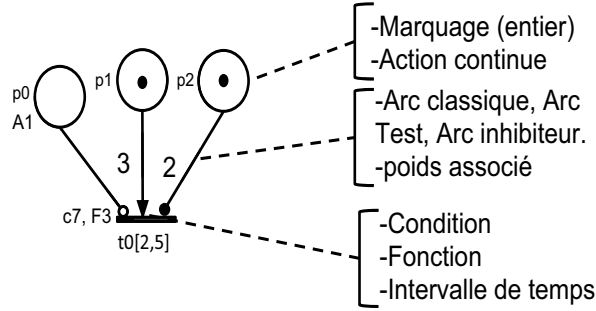 -Marquage (entier)
-Action continue
p0
A1
p1
p2
-Arc classique, Arc
Test, Arc inhibiteur.
-poids associé
3
2
c7, F3
t0[2,5]
-Condition
-Fonction
-Intervalle de temps